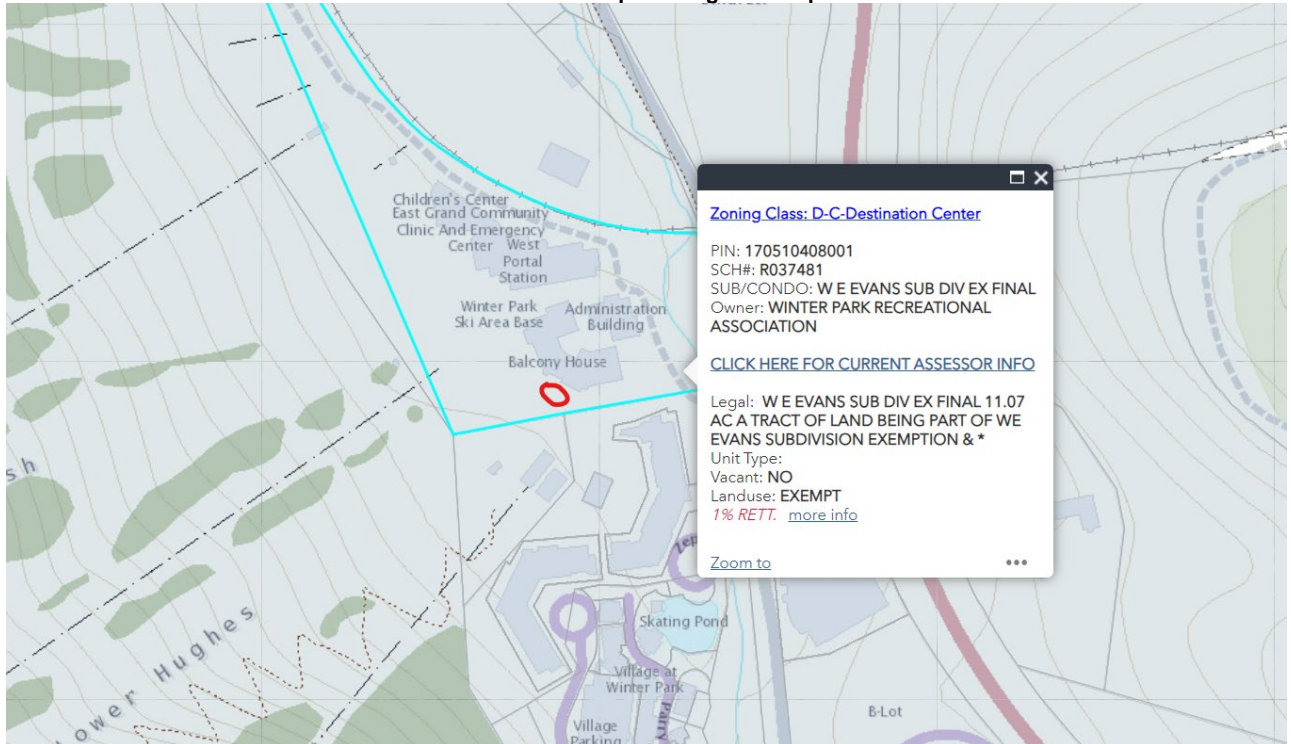 Children's Center
East Grand Community
Clinic And Emergency
Center West
Portal
Station
Winter Park
Ski Area Base
Administration
Building
Balcony House
Zoning Class: D-C-Destination Center
PIN: 170510408001
SCH#: R037481
SUB/CONDO: W E EVANS SUB DIV EX FINAL
Owner: WINTER PARK RECREATIONAL
ASSOCIATION
CLICK HERE FOR CURRENT ASSESSOR INFO
Legal: W E EVANS SUB DIV EX FINAL 11.07
AC A TRACT OF LAND BEING PART OF WE
EVANS SUBDIVISION EXEMPTION & *
Unit Type:
Vacant: NO
Landuse: EXEMPT
1% RETT. more info
Zoom to
Skating Pond
Village at
Winter Park
Village
Parking
Parry
B-Lot
Lower Hughes